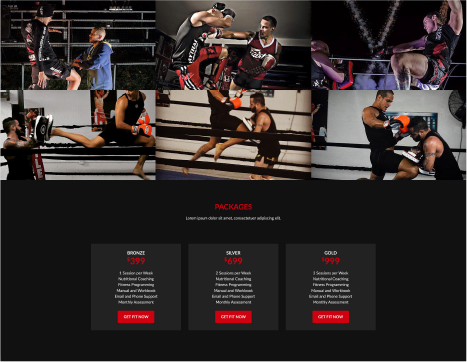 PACKAGES
Lorem ipsum dolor sit amet, consectetuer adipiscing elit.
BRONZE
$399
1 Session per Week
Nutritional Coaching
Fitness Programming
Manual and Workbook
Email and Phone Support
Monthly Assessment
GET FIT NOW
SILVER
$699
2 Sessions per Week
Nutritional Coaching
Fitness Programming
Manual and Workbook
Email and Phone Support
Monthly Assessment
GET FIT NOW
GOLD
$999
Sessions per Week
Nutritional Coaching
Fitness Programming
Manual and Workbook
Email and Phone Support
Monthly Assessment
GET FIT NOW